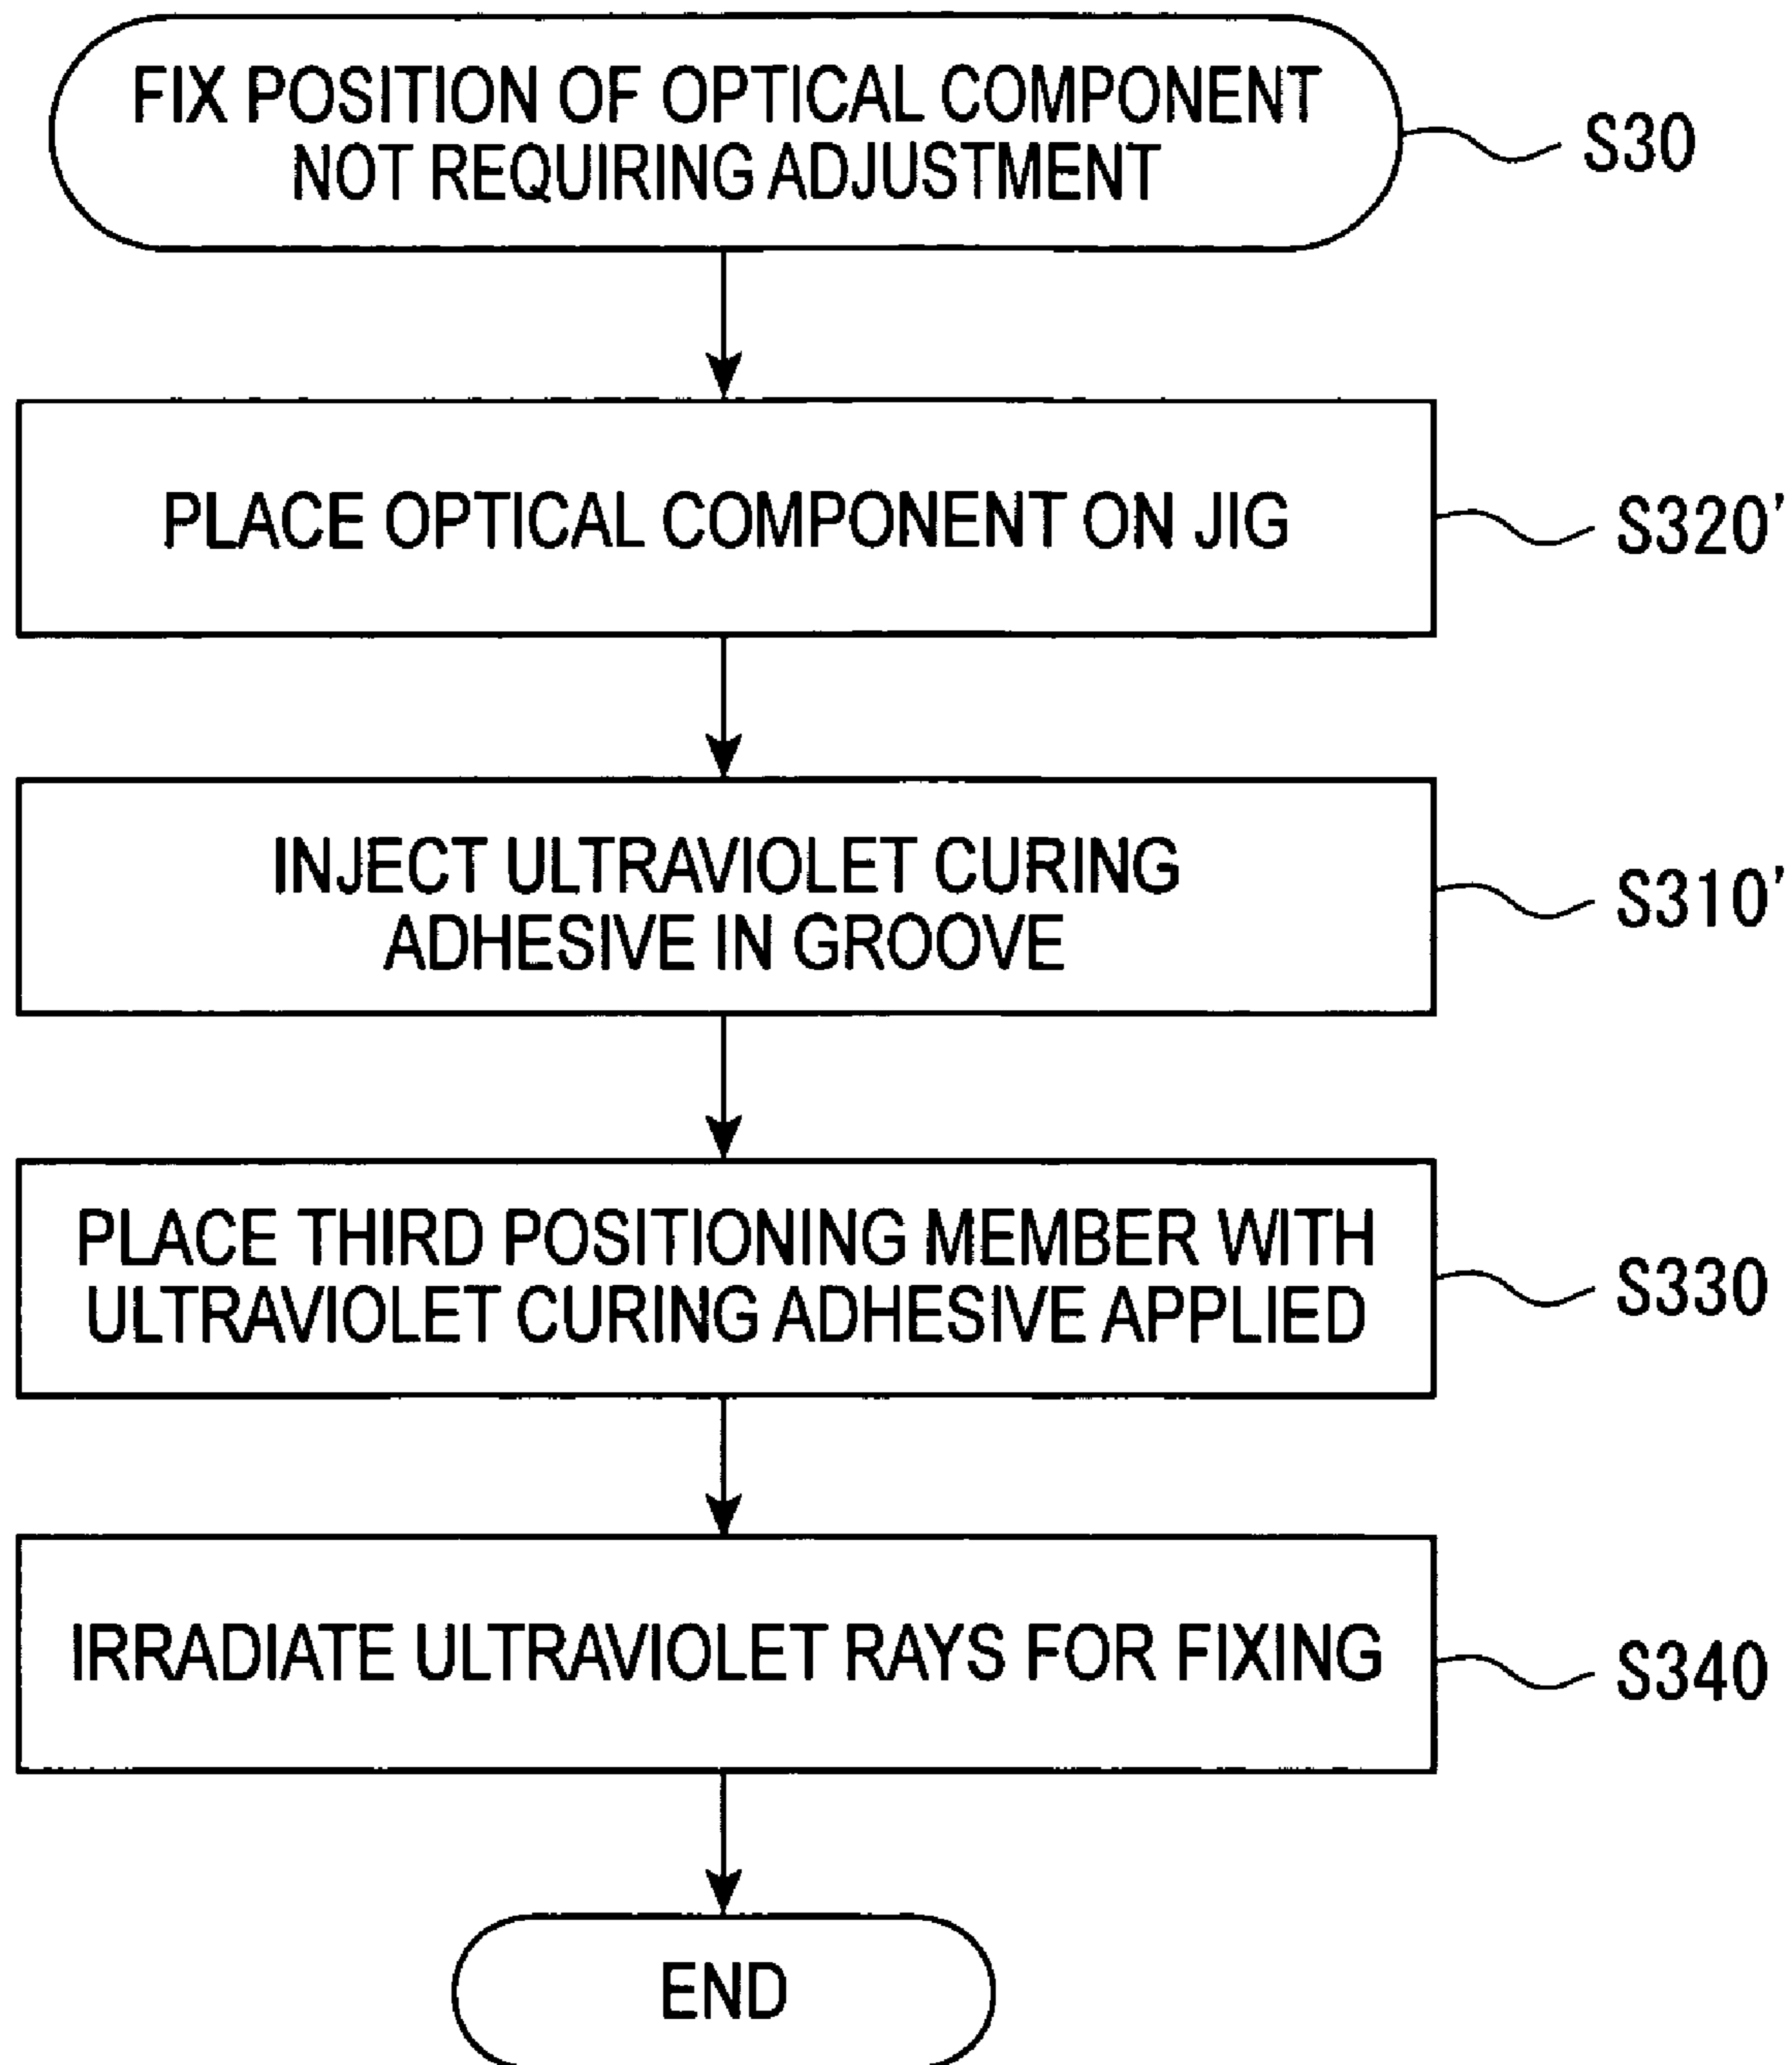 FIX POSITION OF OPTICAL COMPONENT
NOT REQUIRING ADJUSTMENT
S30
PLACE OPTICAL COMPONENT ON JIG
S320'
INJECT ULTRAVIOLET CURING
ADHESIVE IN GROOVE
S310'
PLACE THIRD POSITIONING MEMBER WITH
ULTRAVIOLET CURING ADHESIVE APPLIED
S330
IRRADIATE ULTRAVIOLET RAYS FOR FIXING
S340
END